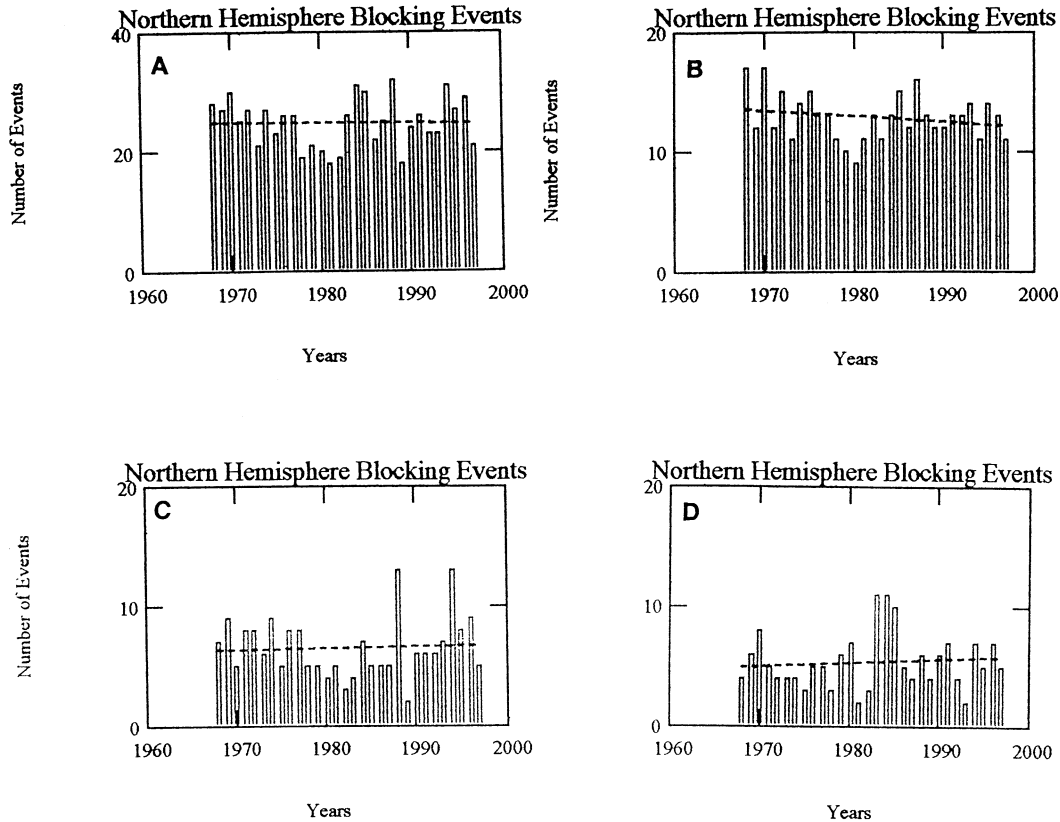 Northern Hemisphere Blocking Events
40
A
20
0
1960 1970 1980 1990 2000
Number of Events
Years
Northern Hemisphere Blocking Events
20
B
10
0
1960 1970 1980 1990 2000
Number of Events
Years
Northern Hemisphere Blocking Events
20
C
10
0
1960 1970 1980 1990 2000
Number of Events
Years
Northern Hemisphere Blocking Events
20
D
10
0
1960 1970 1980 1990 2000
Years